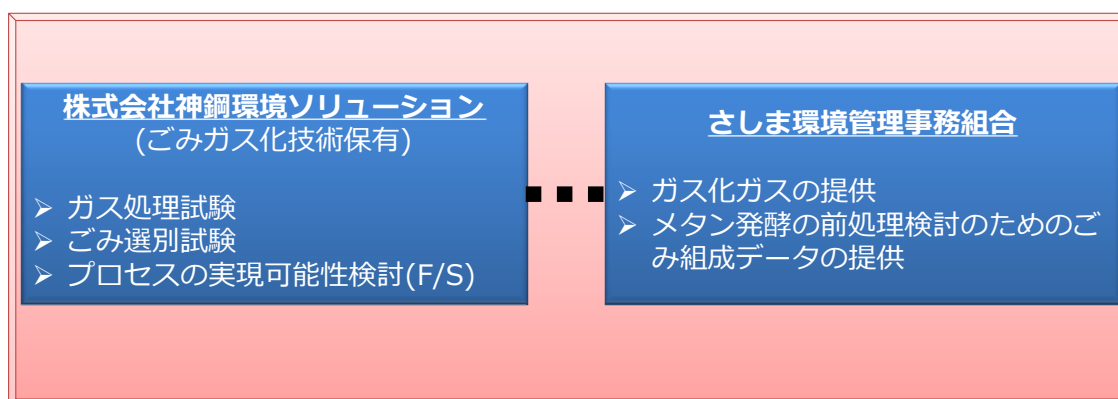 株式会社神鋼環境ソリューション
(ごみガス化技術保有)
➢ ガス処理試験
➢ ごみ選別試験
➢ プロセスの実現可能性検討(F/S)
さしま環境管理事務組合
➢ ガス化ガスの提供
➢ メタン発酵の前処理検討のためのご
み組成データの提供